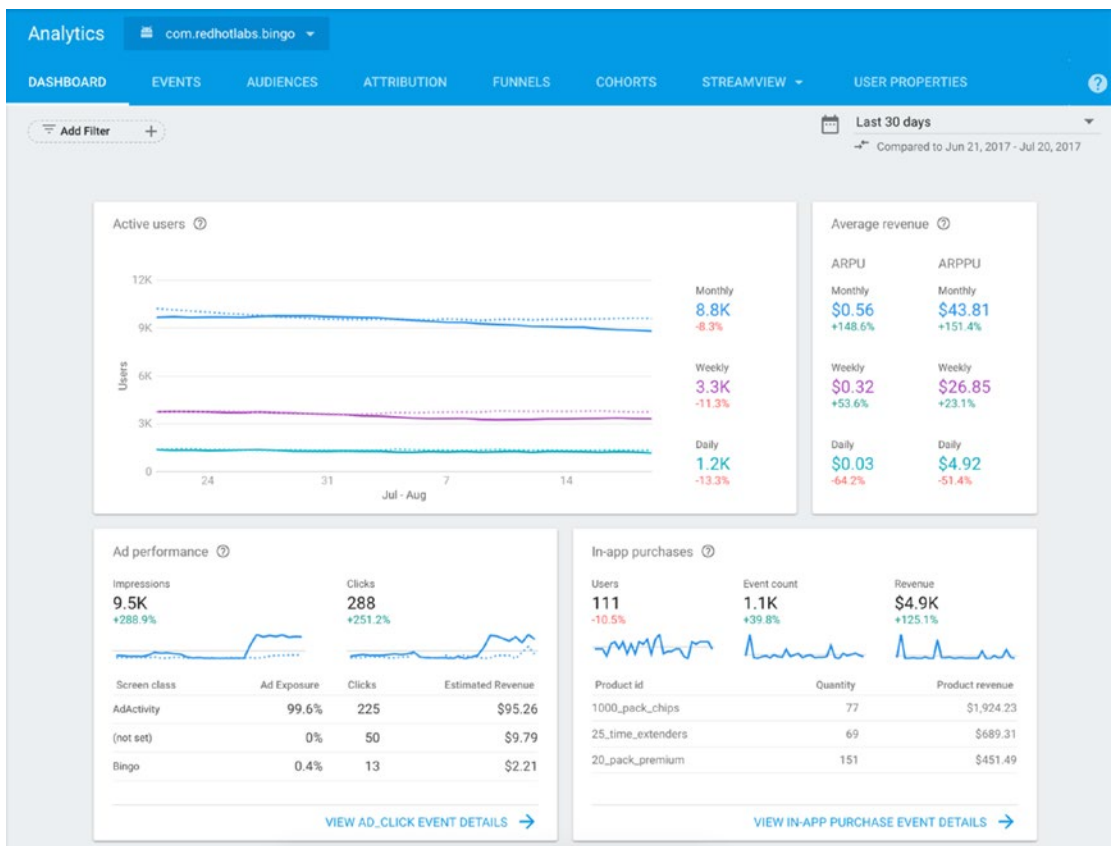 Analytics com.redhotlabs.bingo
DASHBOARD EVENTS AUDIENCES ATTRIBUTION FUNNELS COHORTS STREAMVIEW USER PROPERTIES ?
Add Filter +
Last 30 days
Compared to Jun 21, 2017 - Jul 20, 2017
Active users ?
12K
9K
6K
3K
0
Users
24 31 7 14
Jul - Aug
Monthly
8.8K
-8.3%
Weekly
3.3K
-11.3%
Daily
1.2K
-13.3%
Average revenue ?
ARPU ARPPU
Monthly Monthly
$0.56 $43.81
+148.6% +151.4%
Weekly Weekly
$0.32 $26.85
+53.6% +23.1%
Daily Daily
$0.03 $4.92
-64.2% -51.4%
Ad performance ?
Impressions Clicks
9.5K 288
+288.9% +251.2%
Screen class Ad Exposure Clicks Estimated Revenue
AdActivity 99.6% 225 $95.26
(not set) 0% 50 $9.79
Bingo 0.4% 13 $2.21
VIEW AD_CLICK EVENT DETAILS
In-app purchases ?
Users Event count Revenue
111 1.1K $4.9K
-10.5% +39.8% +125.1%
Product id Quantity Product revenue
1000_pack_chips 77 $1,924.23
25_time_extenders 69 $689.31
20_pack_premium 151 $451.49
VIEW IN-APP PURCHASE EVENT DETAILS